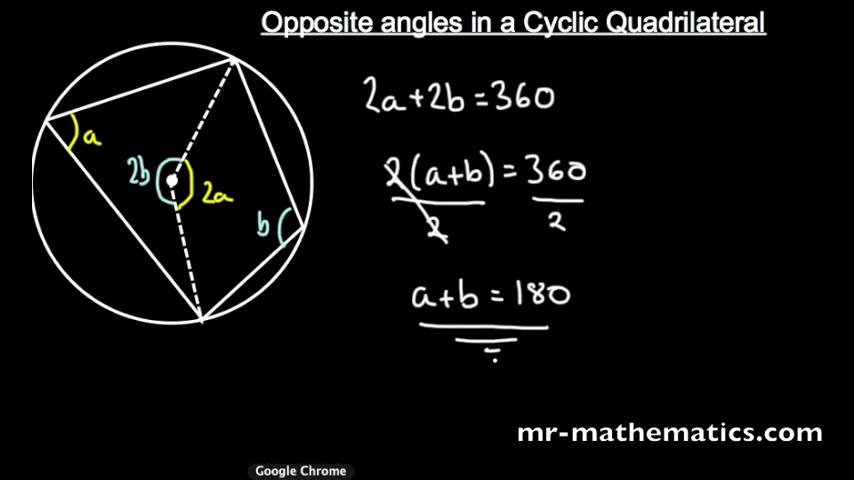 Opposite angles in a Cyclic Quadrilateral
2a+2b=360
a
2b
2a
2(a+b)=360
2 2
b
a+b=180
mr-mathematics.com
Google Chrome